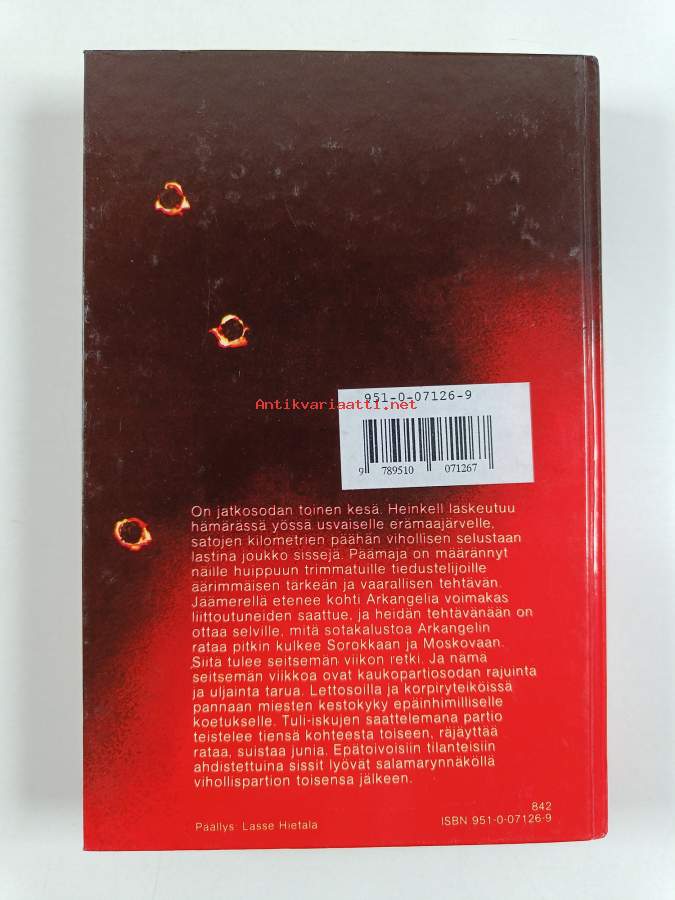 951-0-07126-9
Antikvariaatti.net
9 789510 071267
On jatkosodan toinen kesä. Heinkell laskeutuu
hämärässä yössä usvaiselle erämaajärvelle,
satojen kilometrien päähän vihollisen selustaan
lastina joukko sissejä. Päämaja on määrännyt
näille huippuun trimmatuille tiedustelijoille
äärimmäisen tärkeän ja vaarallisen tehtävän.
Jäämerellä etenee kohti Arkangelia voimakas
liittoutuneiden saattue, ja heidän tehtävänään on
ottaa selville, mitä sotakalustoa Arkangelin
rataa pitkin kulkee Sorokkaan ja Moskovaan.
Siitä tulee seitsemän viikon retki. Ja nämä
seitsemän viikkoa ovat kaukopartiosodan rajuinta
ja uljainta tarua. Lettosoilla ja korpiryteiköissä
pannaan miesten kestokyky epäinhimilliselle
koetukselle. Tuli-iskujen saattelemana partio
teistelee tiensä kohteesta toiseen, räjäyttää
rataa, suistaa junia. Epätoivoisiin tilanteisiin
ahdistettuina sissit lyövät salamarynnäköllä
vihollispartion toisensa jälkeen.
842
Päällys: Lasse Hietala
ISBN 951-0-07126-9